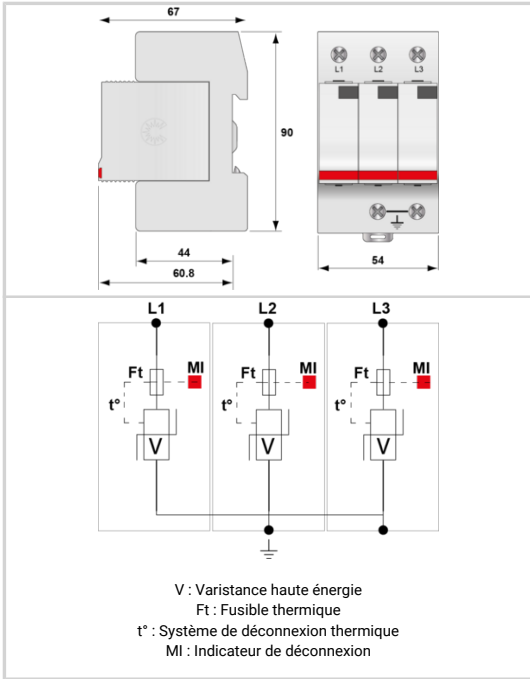 67
L1 L2 L3
90
44
60.8
54
L1 L2 L3
Ft MI Ft MI Ft MI
t° t° t°
V V V
V : Varistance haute énergie
Ft : Fusible thermique
t° : Système de déconnexion thermique
MI : Indicateur de déconnexion